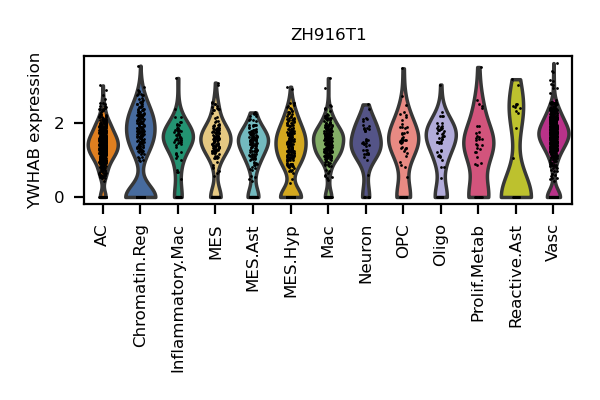 ZH916T1
YWHAB expression
2
0
AC
Chromatin.Reg
Inflammatory.Mac
MES
MES.Ast
MES.Hyp
Mac
Neuron
OPC
Oligo
Prolif.Metab
Reactive.Ast
Vasc